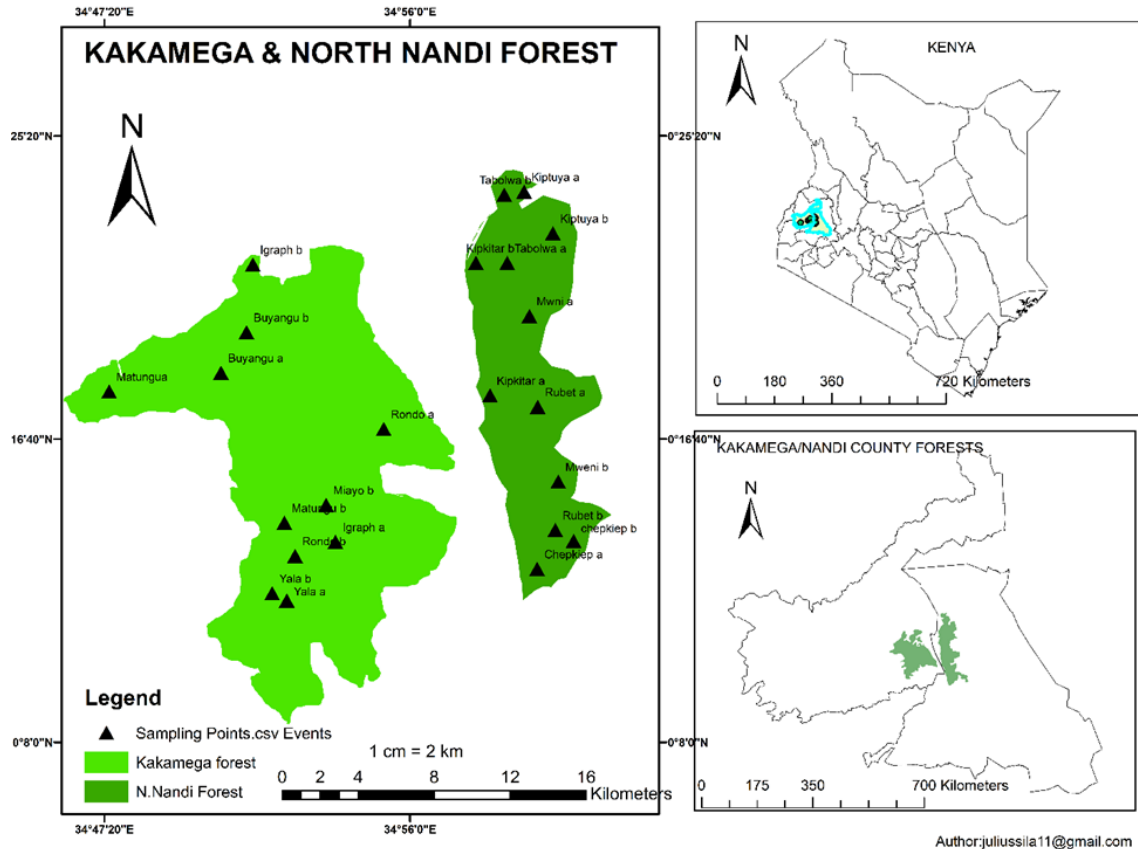 34°47'20"E
34°56'0"E
KAKAMEGA & NORTH NANDI FOREST
N
25'20"N
0°25'20"N
Tabolwa b
Kiptuya a
Kiptuya b
Igraph b
Kipkitar b
Tabolwa a
Buyangu b
Mwni a
Buyangu a
Matungua
Kipkitar a
Rubet a
Rondo a
16'40"N
0°16'40"N
Mweni b
Miayo b
Matungu b
Igraph a
Rubet b
chepkiep b
Rondo b
Chepkiep a
Yala b
Yala a
Legend
Sampling Points.csv Events
Kakamega forest
N.Nandi Forest
1 cm = 2 km
0 2 4 8 12 16
Kilometers
0°8'0"N
0°8'0"N
34°47'20"E
34°56'0"E
KENYA
N
0 180 360 720 Kilometers
KAKAMEGA/NANDI COUNTY FORESTS
N
0 175 350 700 Kilometers
Author:juliussila11@gmail.com